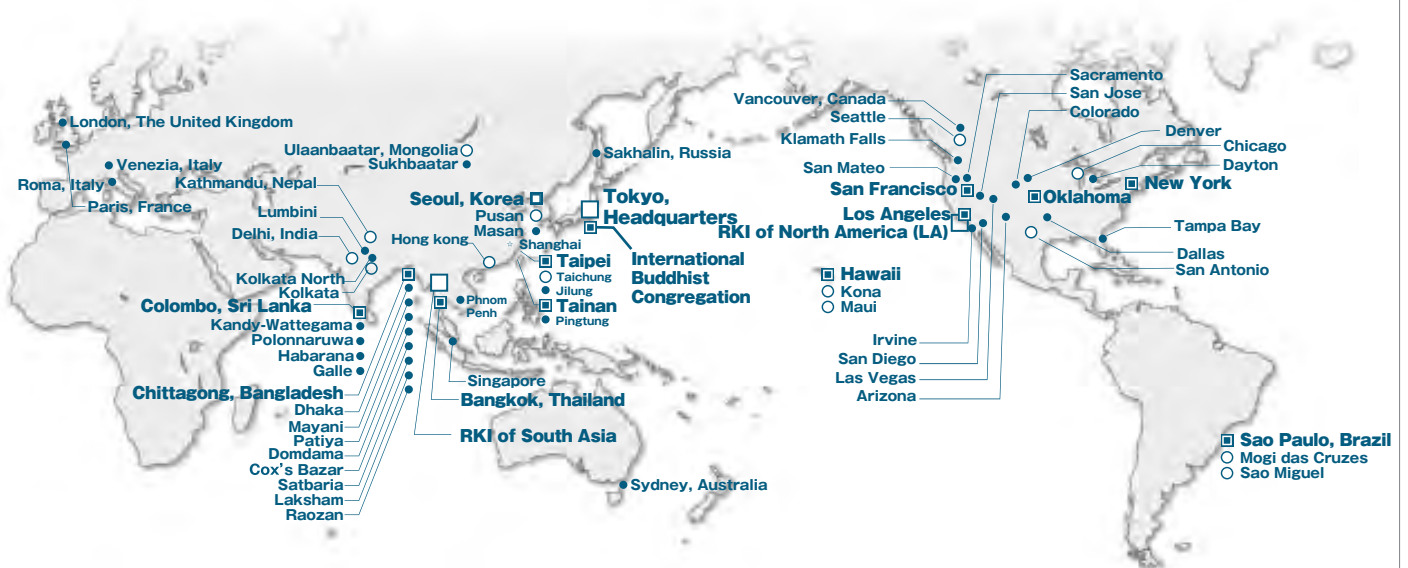 London, The United Kingdom
Venezia, Italy
Roma, Italy
Paris, France
Ulaanbaatar, Mongolia
Sukhbaatar
Kathmandu, Nepal
Lumbini
Delhi, India
Kolkata North
Kolkata
Colombo, Sri Lanka
Kandy-Wattegama
Polonnaruwa
Habarana
Galle
Chittagong, Bangladesh
Dhaka
Mayani
Patiya
Domdama
Cox's Bazar
Satbaria
Laksham
Raozan
Sakhalin, Russia
Seoul, Korea
Pusan
Masan
Hong kong
Shanghai
Tokyo,
Headquarters
International
Buddhist
Congregation
Taipei
Taichung
Jilung
Tainan
Pingtung
Phnom
Penh
Singapore
Bangkok, Thailand
RKI of South Asia
Sydney, Australia
Vancouver, Canada
Seattle
Klamath Falls
San Mateo
San Francisco
Los Angeles
RKI of North America (LA)
Sacramento
San Jose
Colorado
Denver
Chicago
Dayton
New York
Oklahoma
Tampa Bay
Dallas
San Antonio
Hawaii
Kona
Maui
Irvine
San Diego
Las Vegas
Arizona
Sao Paulo, Brazil
Mogi das Cruzes
Sao Miguel